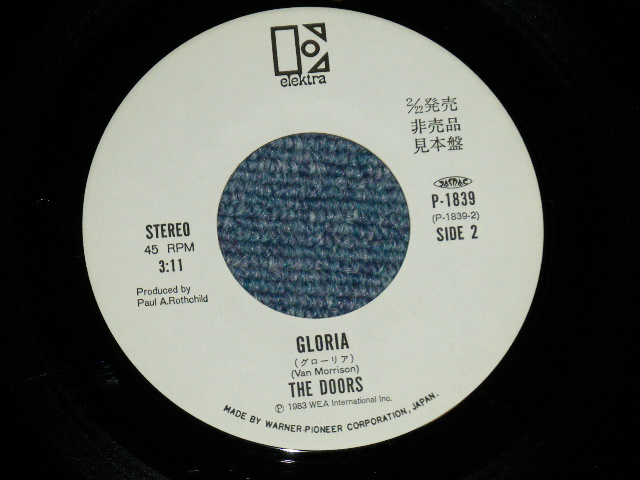 elektra
2/22発売
非売品
見本盤
JASRAC
P-1839
(P-1839-2)
SIDE 2
STEREO
45 RPM
3:11
Produced by
Paul A.Rothchild
GLORIA
(グローリア)
(Van Morrison)
THE DOORS
Ⓟ 1983 WEA International Inc.
MADE BY WARNER-PIONEER CORPORATION, JAPAN.